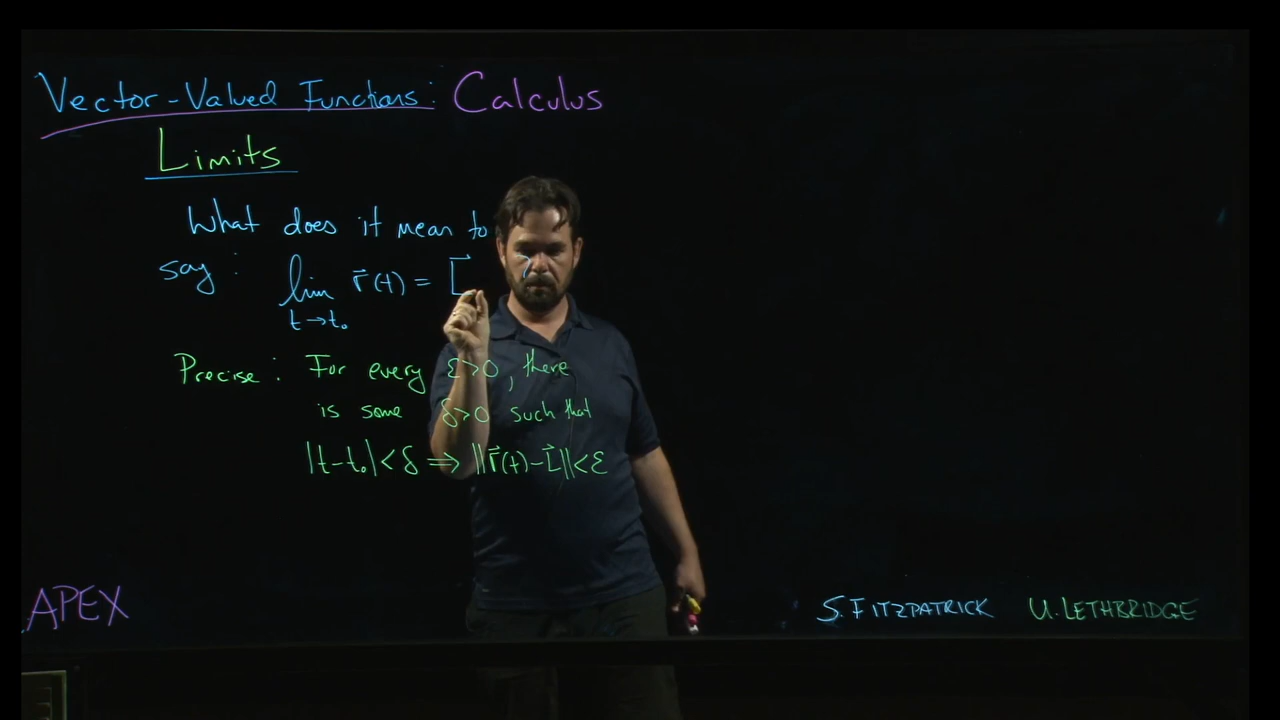 Vector-Valued Functions: Calculus
Limits
What does it mean to
say: lim r⃗(t) = L⃗ ?
t→t₀
Precise: For every ε>0, there
is some δ>0 such that
|t-t₀|<δ ⇒ ||r⃗(t)-L⃗||<ε
APEX
S. FITZPATRICK U. LETHBRIDGE